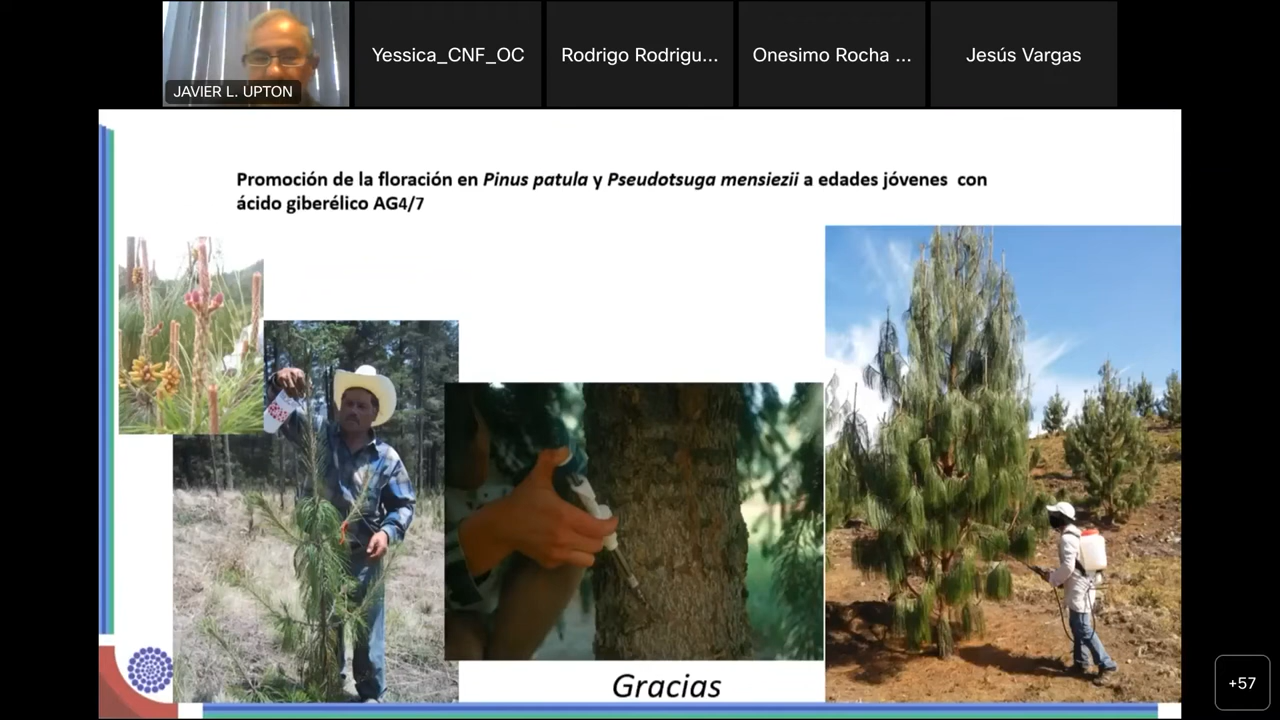 JAVIER L. UPTON
Yessica_CNF_OC
Rodrigo Rodrigu...
Onesimo Rocha ...
Jesús Vargas
Promoción de la floración en Pinus patula y Pseudotsuga mensiezii a edades jóvenes con
ácido giberélico AG4/7
Gracias
+57